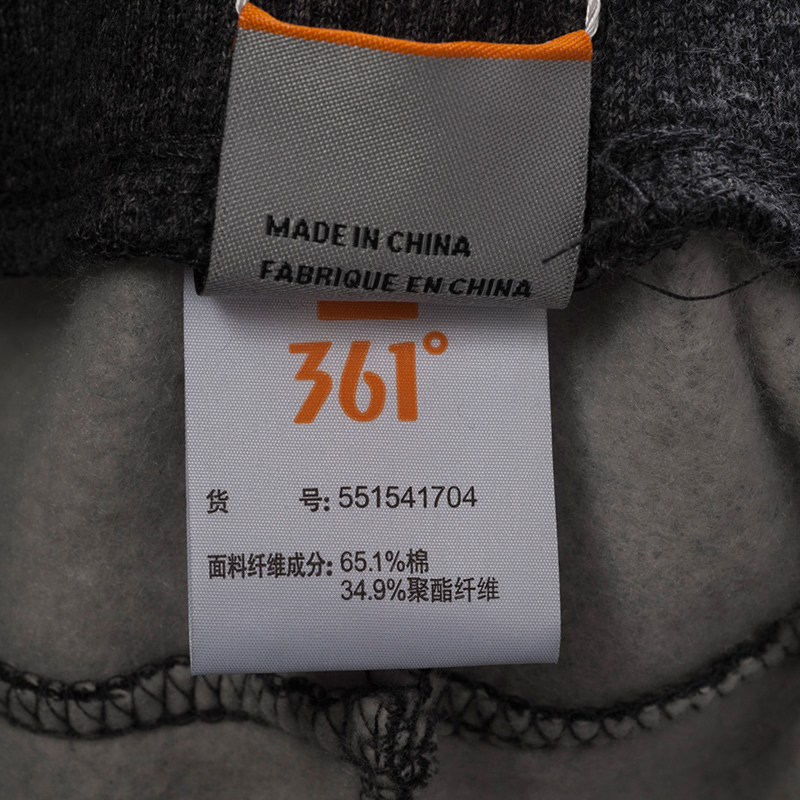 MADE IN CHINA
FABRIQUE EN CHINA
361°
货 号: 551541704
面料纤维成分: 65.1%棉
34.9%聚酯纤维